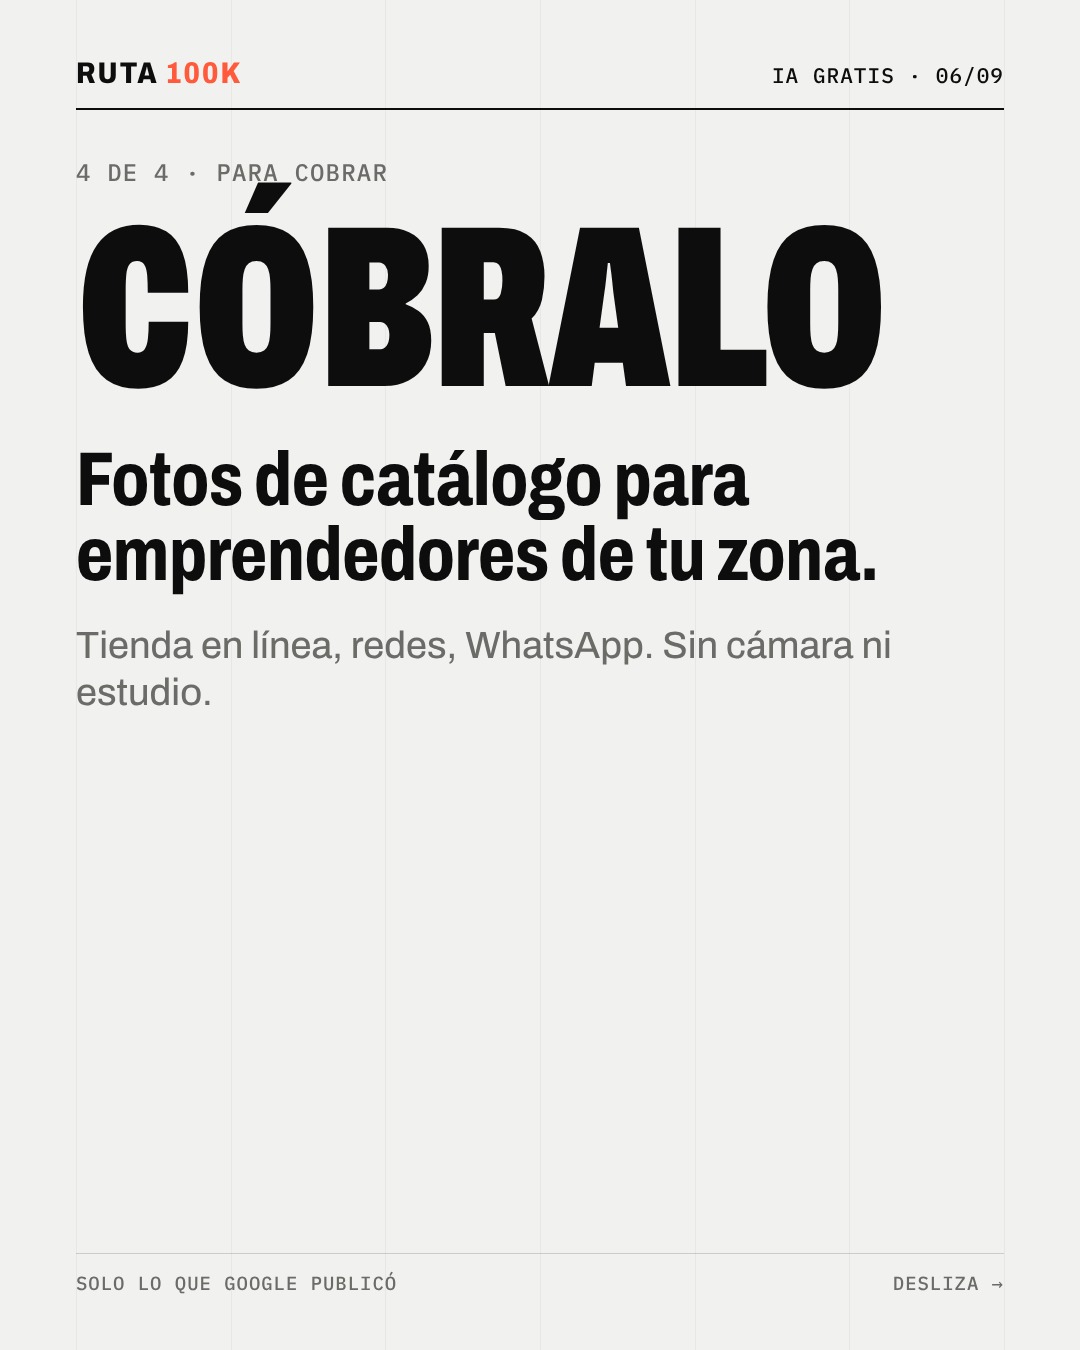 RUTA 100K
IA GRATIS · 06/09
4 DE 4 · PARA COBRAR
CÓBRALO
Fotos de catálogo para
emprendedores de tu zona.
Tienda en línea, redes, WhatsApp. Sin cámara ni
estudio.
SOLO LO QUE GOOGLE PUBLICÓ
DESLIZA →